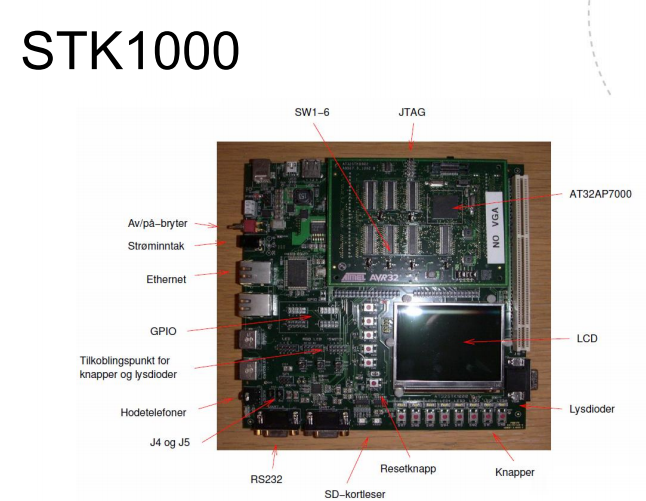 STK1000
SW1−6
JTAG
AT32AP7000
NO VGA
Av/på−bryter
Strøminntak
Ethernet
AVR32
GPIO
LCD
Tilkoblingspunkt for
knapper og lysdioder
Hodetelefoner
Lysdioder
J4 og J5
Resetknapp
Knapper
RS232
SD−kortleser